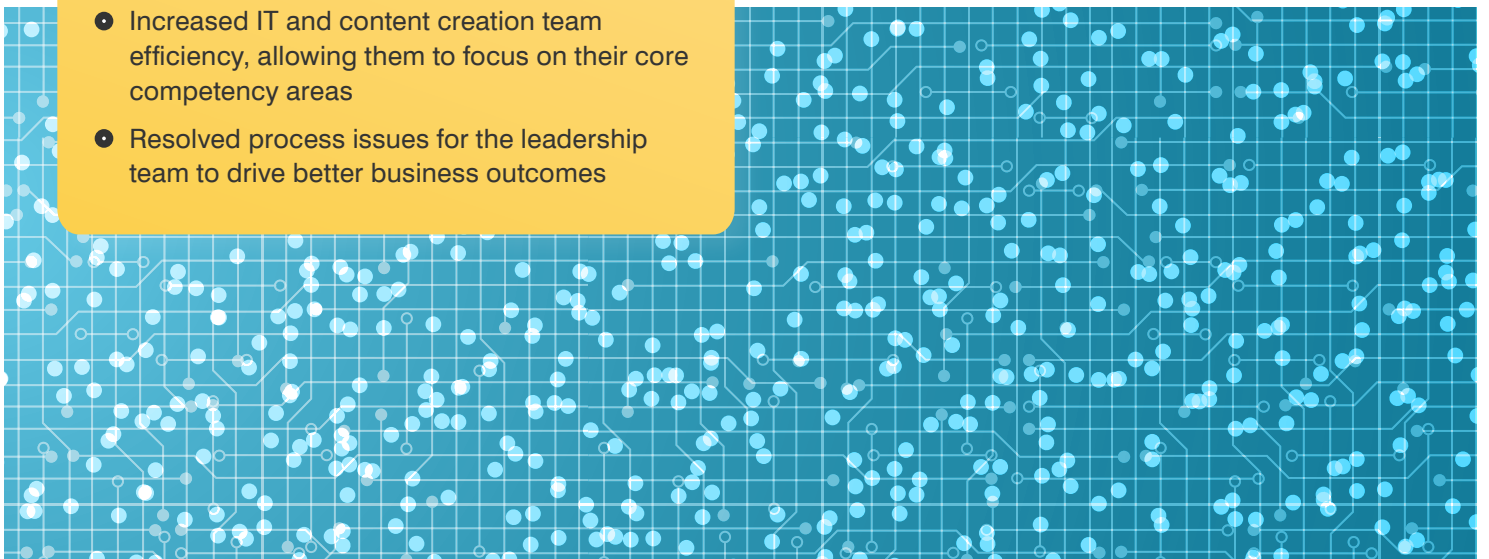 Increased IT and content creation team
efficiency, allowing them to focus on their core
competency areas
Resolved process issues for the leadership
team to drive better business outcomes